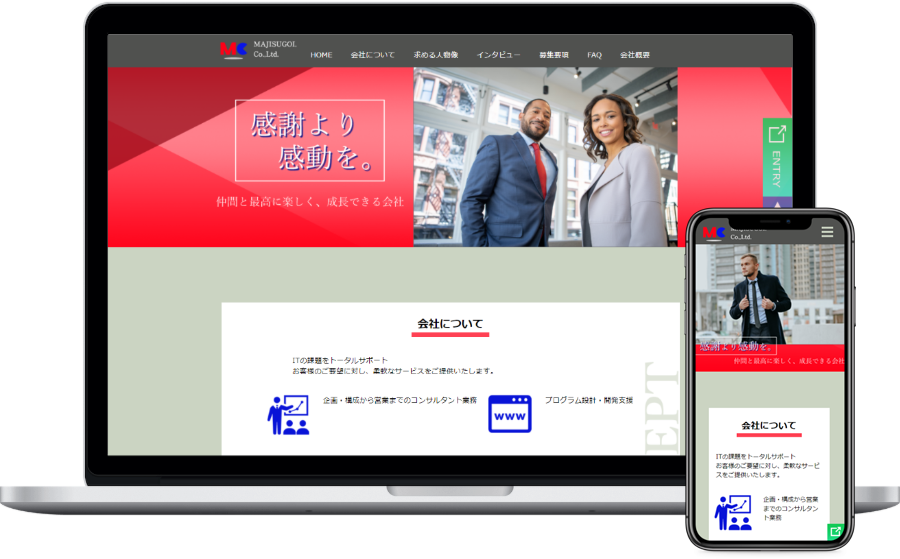 MC MAJISUGOI
Co.,Ltd.
HOME 会社について 求める人物像 インタビュー 募集要項 FAQ 会社概要
感謝より
感動を。
仲間と最高に楽しく、成長できる会社
ENTRY
会社について
ITの課題をトータルサポート
お客様のご要望に対し、柔軟なサービスをご提供いたします。
企画・構成から営業までのコンサルタント業務
WWW
プログラム設計・開発支援
EPT
MC
Co.,Ltd.
感謝より感動を。
仲間と最高に楽しく、成長できる会社
会社について
ITの課題をトータルサポート
お客様のご要望に対し、柔軟なサービ
スをご提供いたします。
企画・構成から営業
までのコンサルタン
ト業務